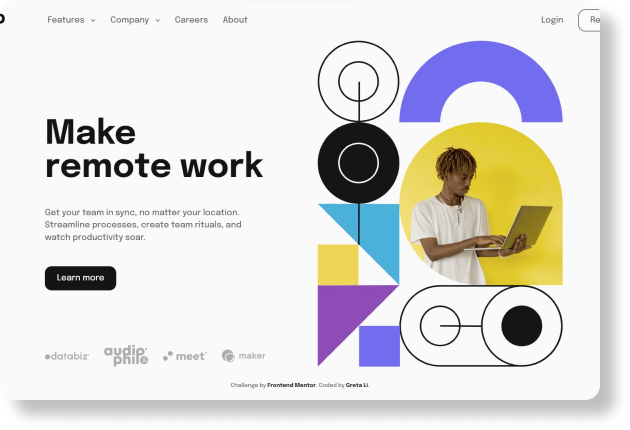 Features Company Careers About Login Re
Make
remote work
Get your team in sync, no matter your location.
Streamline processes, create team rituals, and
watch productivity soar.
Learn more
databiz audio
phile meet maker
Challenge by Frontend Mentor. Coded by Greta Li.